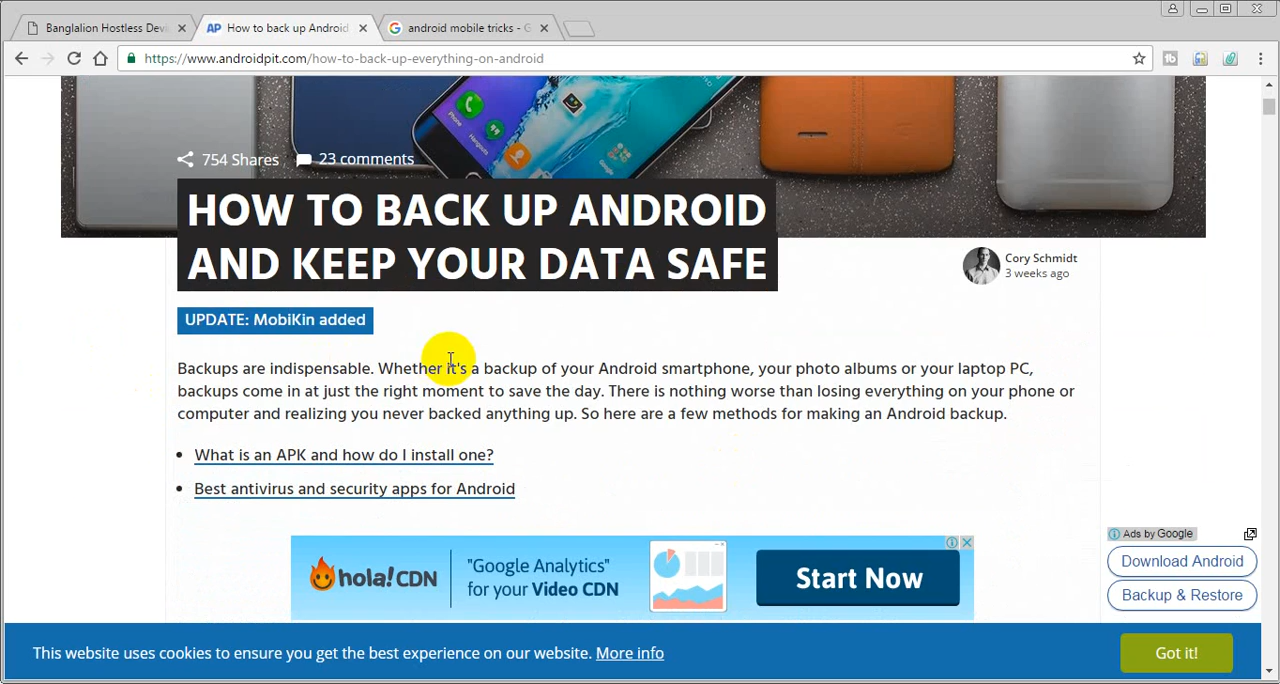 Banglalion Hostless Devi
How to back up Android
android mobile tricks - G
https://www.androidpit.com/how-to-back-up-everything-on-android
Phone
Hangouts
Google
754 Shares
23 comments
HOW TO BACK UP ANDROID
AND KEEP YOUR DATA SAFE
Cory Schmidt
3 weeks ago
UPDATE: MobiKin added
Backups are indispensable. Whether it's a backup of your Android smartphone, your photo albums or your laptop PC,
backups come in at just the right moment to save the day. There is nothing worse than losing everything on your phone or
computer and realizing you never backed anything up. So here are a few methods for making an Android backup.
What is an APK and how do I install one?
Best antivirus and security apps for Android
hola!CDN
"Google Analytics"
for your Video CDN
Start Now
Ads by Google
Download Android
Backup & Restore
This website uses cookies to ensure you get the best experience on our website. More info
Got it!